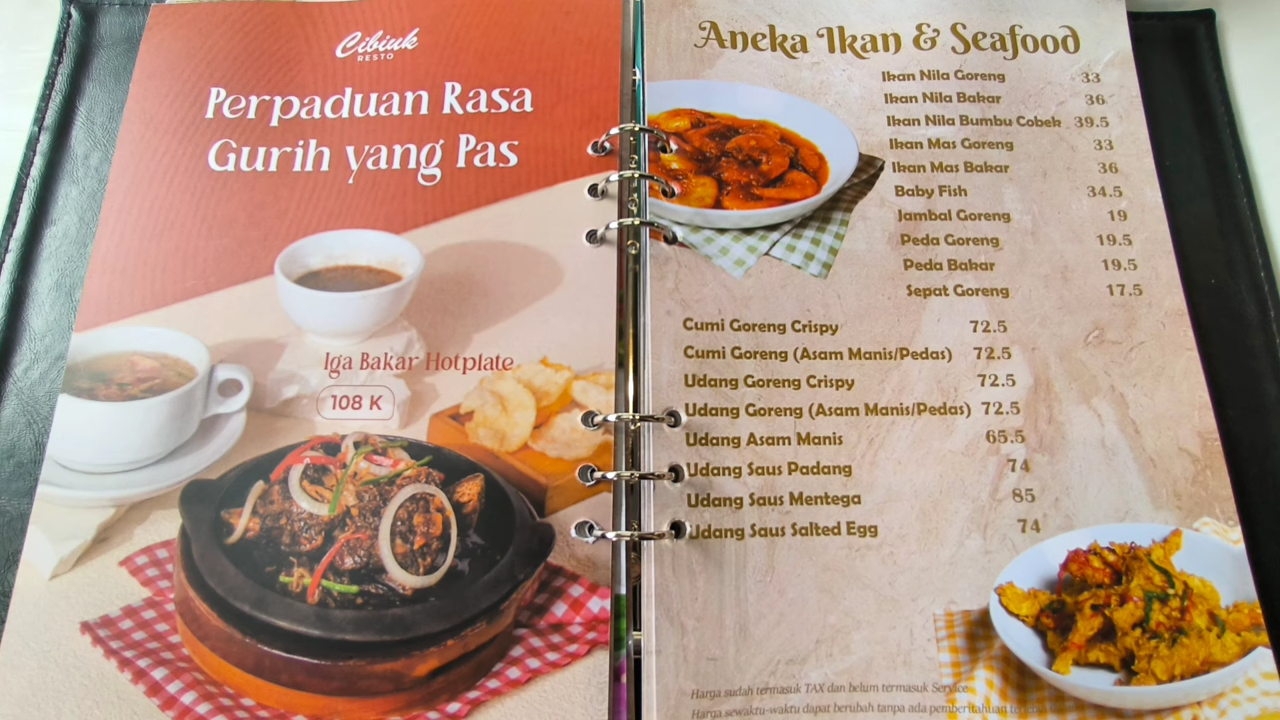 Cibiuk
RESTO
Perpaduan Rasa
Gurih yang Pas
Iga Bakar Hotplate
108 K
Aneka Ikan & Seafood
Ikan Nila Goreng 33
Ikan Nila Bakar 36
Ikan Nila Bumbu Cobek 39.5
Ikan Mas Goreng 33
Ikan Mas Bakar 36
Baby Fish 34.5
Jambal Goreng 19
Peda Goreng 19.5
Peda Bakar 19.5
Sepat Goreng 17.5
Cumi Goreng Crispy 72.5
Cumi Goreng (Asam Manis/Pedas) 72.5
Udang Goreng Crispy 72.5
Udang Goreng (Asam Manis/Pedas) 72.5
Udang Asam Manis 65.5
Udang Saus Padang 74
Udang Saus Mentega 85
Udang Saus Salted Egg 74
Harga sudah termasuk TAX dan belum termasuk Service
Harga sewaktu-waktu dapat berubah tanpa ada pemberitahuan